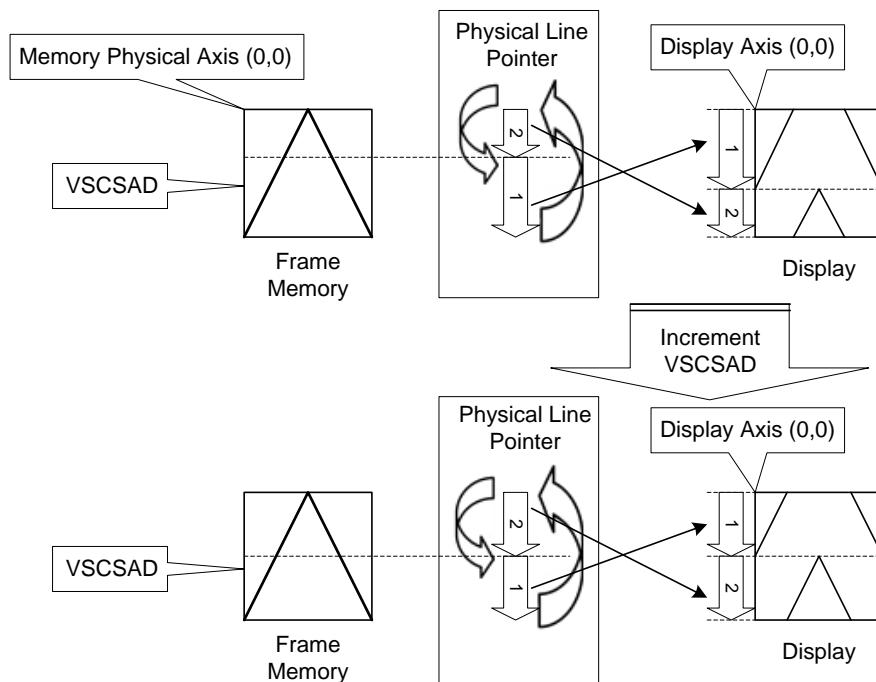 Physical Line
Pointer
Memory Physical Axis (0,0)
Display Axis (0,0)
2
1
1
2
VSCSAD
Frame
Memory
Display
Increment
VSCSAD
Physical Line
Pointer
Display Axis (0,0)
2
1
1
2
VSCSAD
Frame
Memory
Display